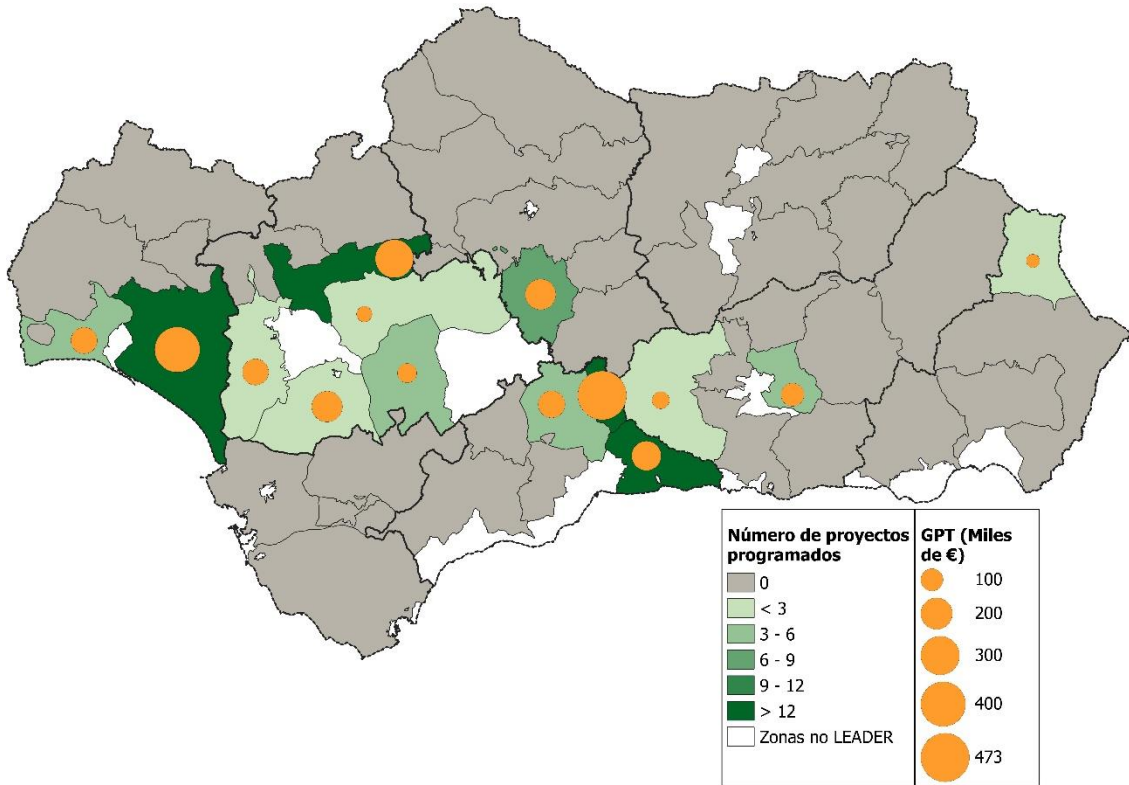 Número de proyectos
programados
0
< 3
3 - 6
6 - 9
9 - 12
> 12
Zonas no LEADER
GPT (Miles
de €)
100
200
300
400
473